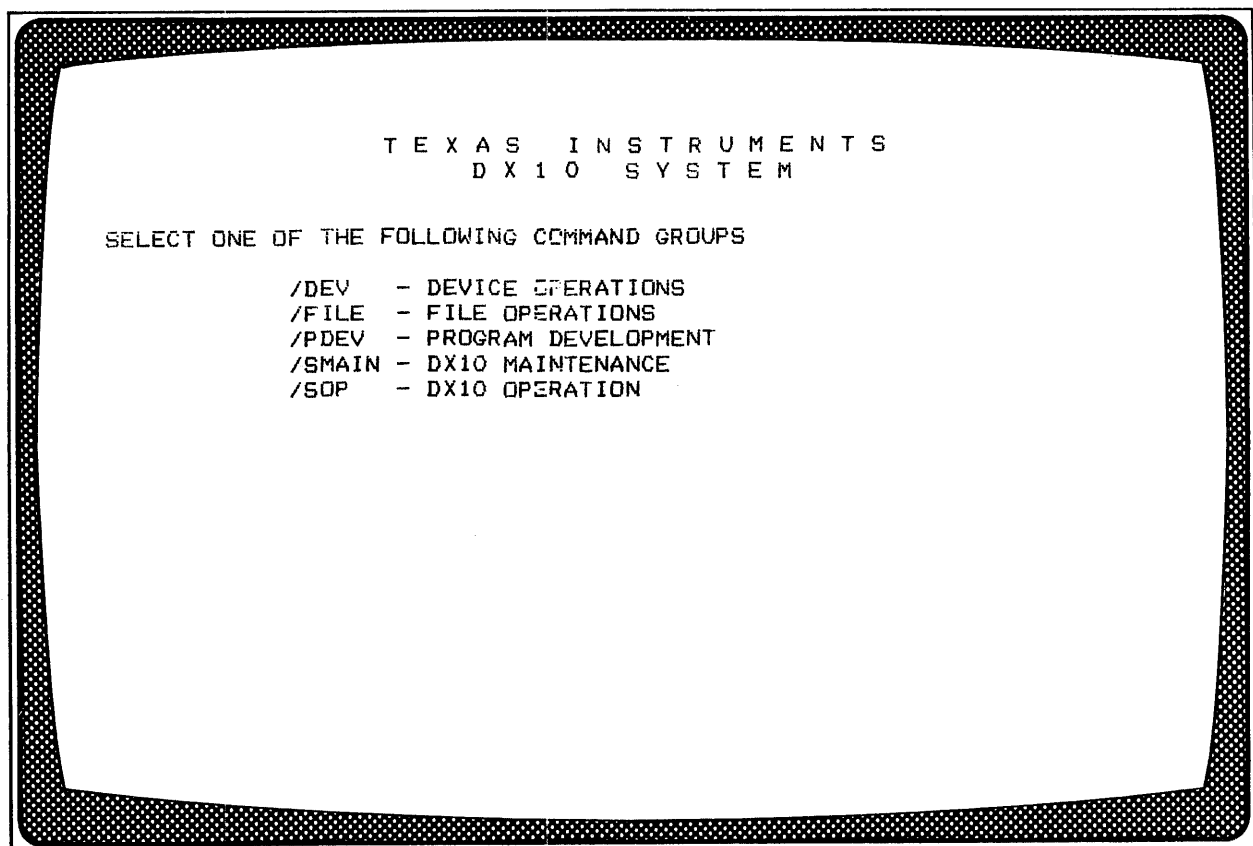 T E X A S   I N S T R U M E N T S
D X 1 0   S Y S T E M
SELECT ONE OF THE FOLLOWING COMMAND GROUPS
/DEV   - DEVICE OPERATIONS
/FILE  - FILE OPERATIONS
/PDEV  - PROGRAM DEVELOPMENT
/SMAIN - DX10 MAINTENANCE
/SOP   - DX10 OPERATION